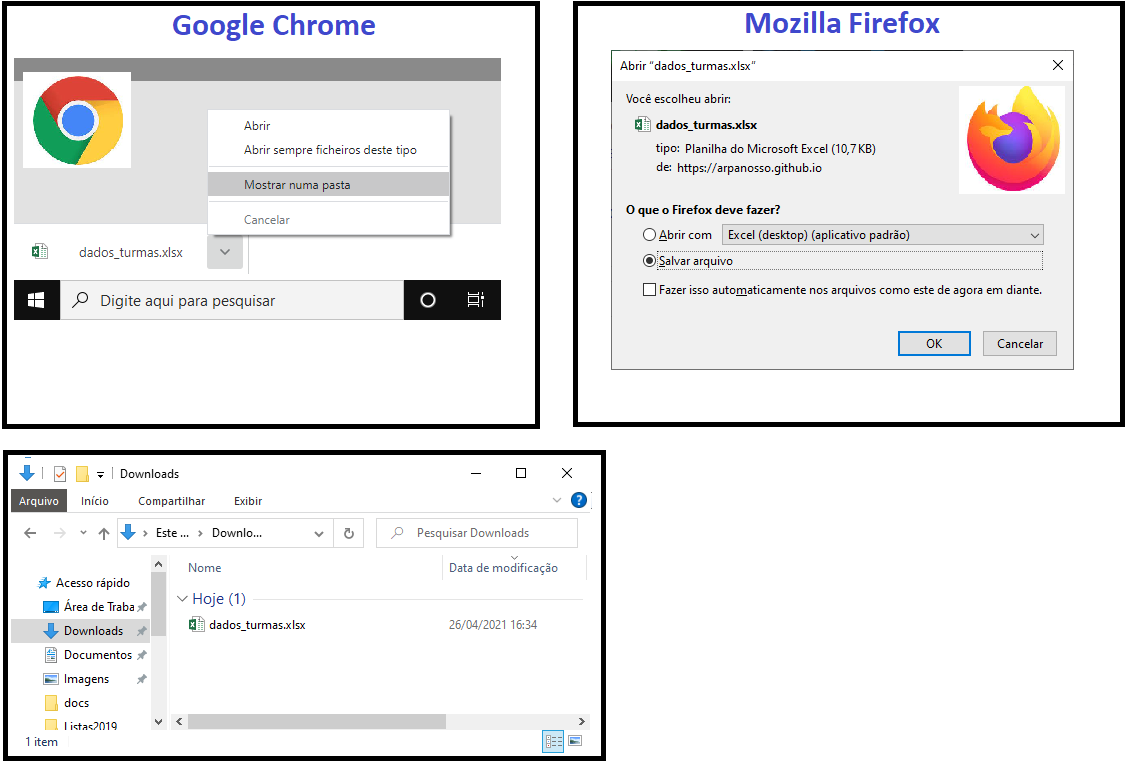 Google Chrome
Abrir
Abrir sempre ficheiros deste tipo
Mostrar numa pasta
Cancelar
dados_turmas.xlsx
Digite aqui para pesquisar
Mozilla Firefox
Abrir "dados_turmas.xlsx"
Você escolheu abrir:
dados_turmas.xlsx
tipo: Planilha do Microsoft Excel (10,7 KB)
de: https://arpanosso.github.io
O que o Firefox deve fazer?
Abrir com Excel (desktop) (aplicativo padrão)
Salvar arquivo
Fazer isso automaticamente nos arquivos como este de agora em diante.
OK Cancelar
Downloads
Arquivo Início Compartilhar Exibir
Este ... Downlo... Pesquisar Downloads
Nome Data de modificação
Acesso rápido
Área de Traba
Downloads
Documentos
Imagens
docs
Listas2019
Hoje (1)
dados_turmas.xlsx 26/04/2021 16:34
1 item